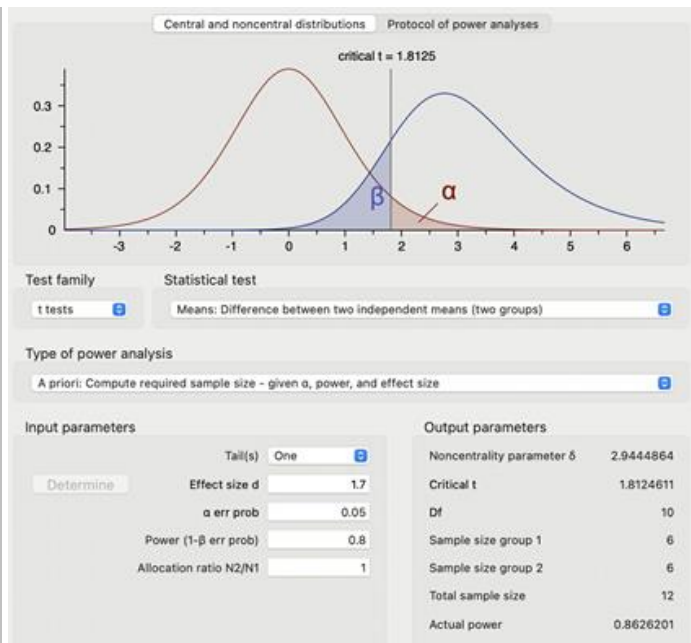 Central and noncentral distributions Protocol of power analyses
critical t = 1.8125
0.3
0.2
0.1
0
β
α
-3 -2 -1 0 1 2 3 4 5 6
Test family Statistical test
t tests Means: Difference between two independent means (two groups)
Type of power analysis
A priori: Compute required sample size - given α, power, and effect size
Input parameters Output parameters
Tail(s) One Noncentrality parameter δ 2.9444864
Determine Effect size d 1.7 Critical t 1.8124611
α err prob 0.05 Df 10
Power (1-β err prob) 0.8 Sample size group 1 6
Allocation ratio N2/N1 1 Sample size group 2 6
Total sample size 12
Actual power 0.8626201